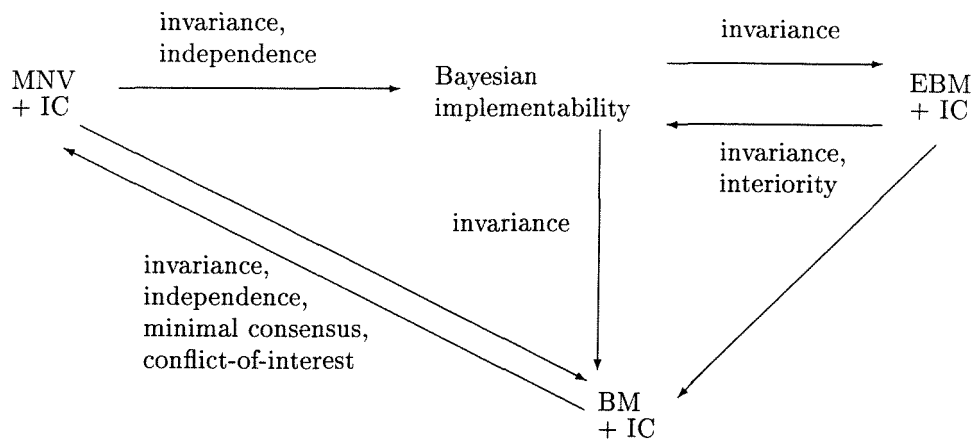 invariance,
independence
invariance
MNV
+ IC
Bayesian
implementability
EBM
+ IC
invariance,
interiority
invariance
invariance,
independence,
minimal consensus,
conflict-of-interest
BM
+ IC